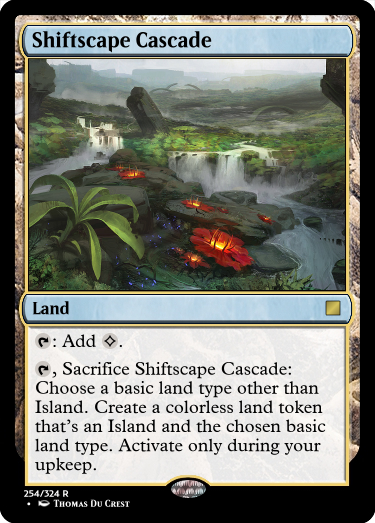 Shiftscape Cascade
Land
: Add .
, Sacrifice Shiftscape Cascade:
Choose a basic land type other than
Island. Create a colorless land token
that's an Island and the chosen basic
land type. Activate only during your
upkeep.
254/324 R
• Thomas Du Crest